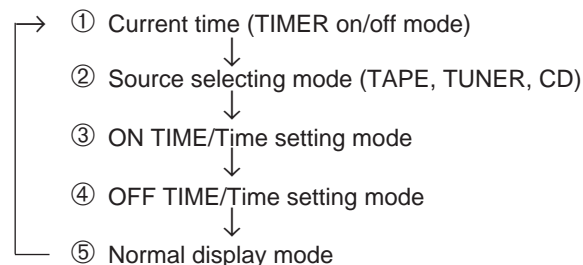 ① Current time (TIMER on/off mode)
② Source selecting mode (TAPE, TUNER, CD)
③ ON TIME/Time setting mode
④ OFF TIME/Time setting mode
⑤ Normal display mode